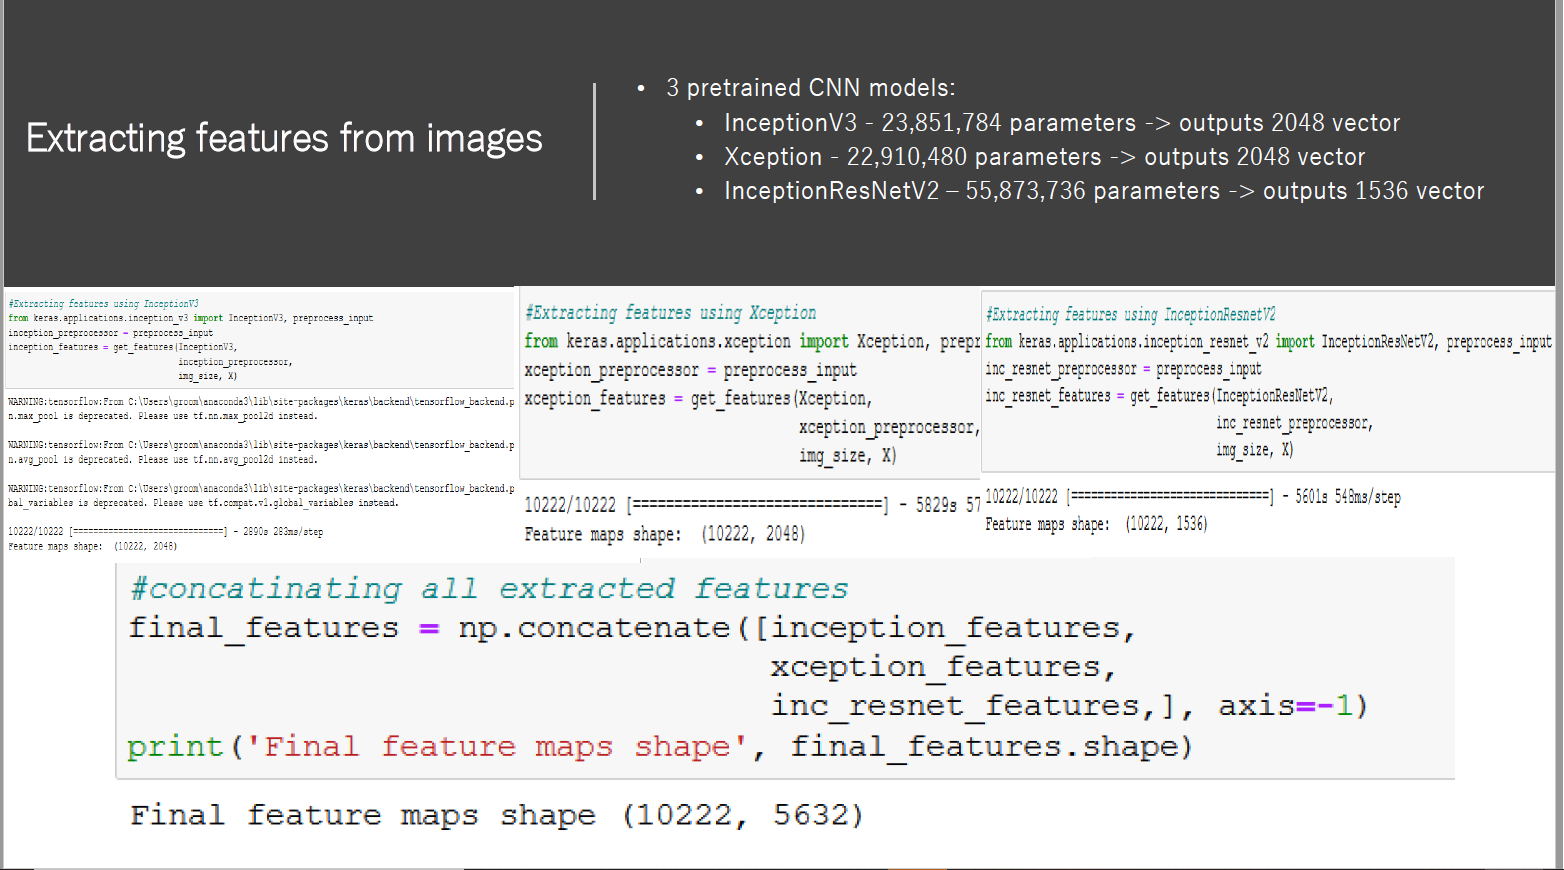 Extracting features from images
• 3 pretrained CNN models:
• InceptionV3 - 23,851,784 parameters -> outputs 2048 vector
• Xception - 22,910,480 parameters -> outputs 2048 vector
• InceptionResNetV2 – 55,873,736 parameters -> outputs 1536 vector
#Extracting features using InceptionV3
from keras.applications.inception_v3 import InceptionV3, preprocess_input
inception_preprocessor = preprocess_input
inception_features = get_features(InceptionV3,
inception_preprocessor,
img_size, X)
WARNING:tensorflow:From C:\Users\groom\anaconda3\lib\site-packages\keras\backend\tensorflow_backend.p
n.max_pool is deprecated. Please use tf.nn.max_pool2d instead.
WARNING:tensorflow:From C:\Users\groom\anaconda3\lib\site-packages\keras\backend\tensorflow_backend.p
n.avg_pool is deprecated. Please use tf.nn.avg_pool2d instead.
WARNING:tensorflow:From C:\Users\groom\anaconda3\lib\site-packages\keras\backend\tensorflow_backend.p
bal_variables is deprecated. Please use tf.compat.v1.global_variables instead.
10222/10222 [==============================] - 2890s 283ms/step
Feature maps shape:  (10222, 2048)
#Extracting features using Xception
from keras.applications.xception import Xception, prepr
xception_preprocessor = preprocess_input
xception_features = get_features(Xception,
xception_preprocessor,
img_size, X)
10222/10222 [==============================] - 5829s 57
Feature maps shape:  (10222, 2048)
#Extracting features using InceptionResnetV2
from keras.applications.inception_resnet_v2 import InceptionResNetV2, preprocess_input
inc_resnet_preprocessor = preprocess_input
inc_resnet_features = get_features(InceptionResNetV2,
inc_resnet_preprocessor,
img_size, X)
10222/10222 [==============================] - 5601s 548ms/step
Feature maps shape:  (10222, 1536)
#concatinating all extracted features
final_features = np.concatenate([inception_features,
xception_features,
inc_resnet_features,], axis=-1)
print('Final feature maps shape', final_features.shape)
Final feature maps shape (10222, 5632)